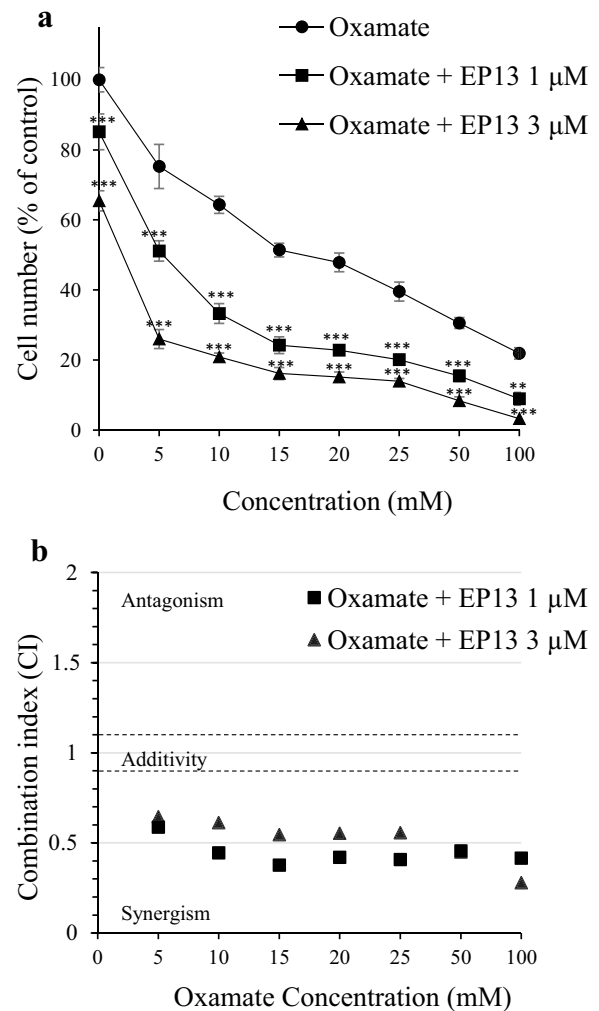 a
Oxamate
Oxamate + EP13 1 μM
Oxamate + EP13 3 μM
Cell number (% of control)
100
80
60
40
20
0
***
***
***
***
***
***
***
***
***
***
***
***
***
***
**
***
0 5 10 15 20 25 50 100
Concentration (mM)
b
Combination index (CI)
2
1.5
1
0.5
0
Antagonism
Oxamate + EP13 1 μM
Oxamate + EP13 3 μM
Additivity
Synergism
0 5 10 15 20 25 50 100
Oxamate Concentration (mM)